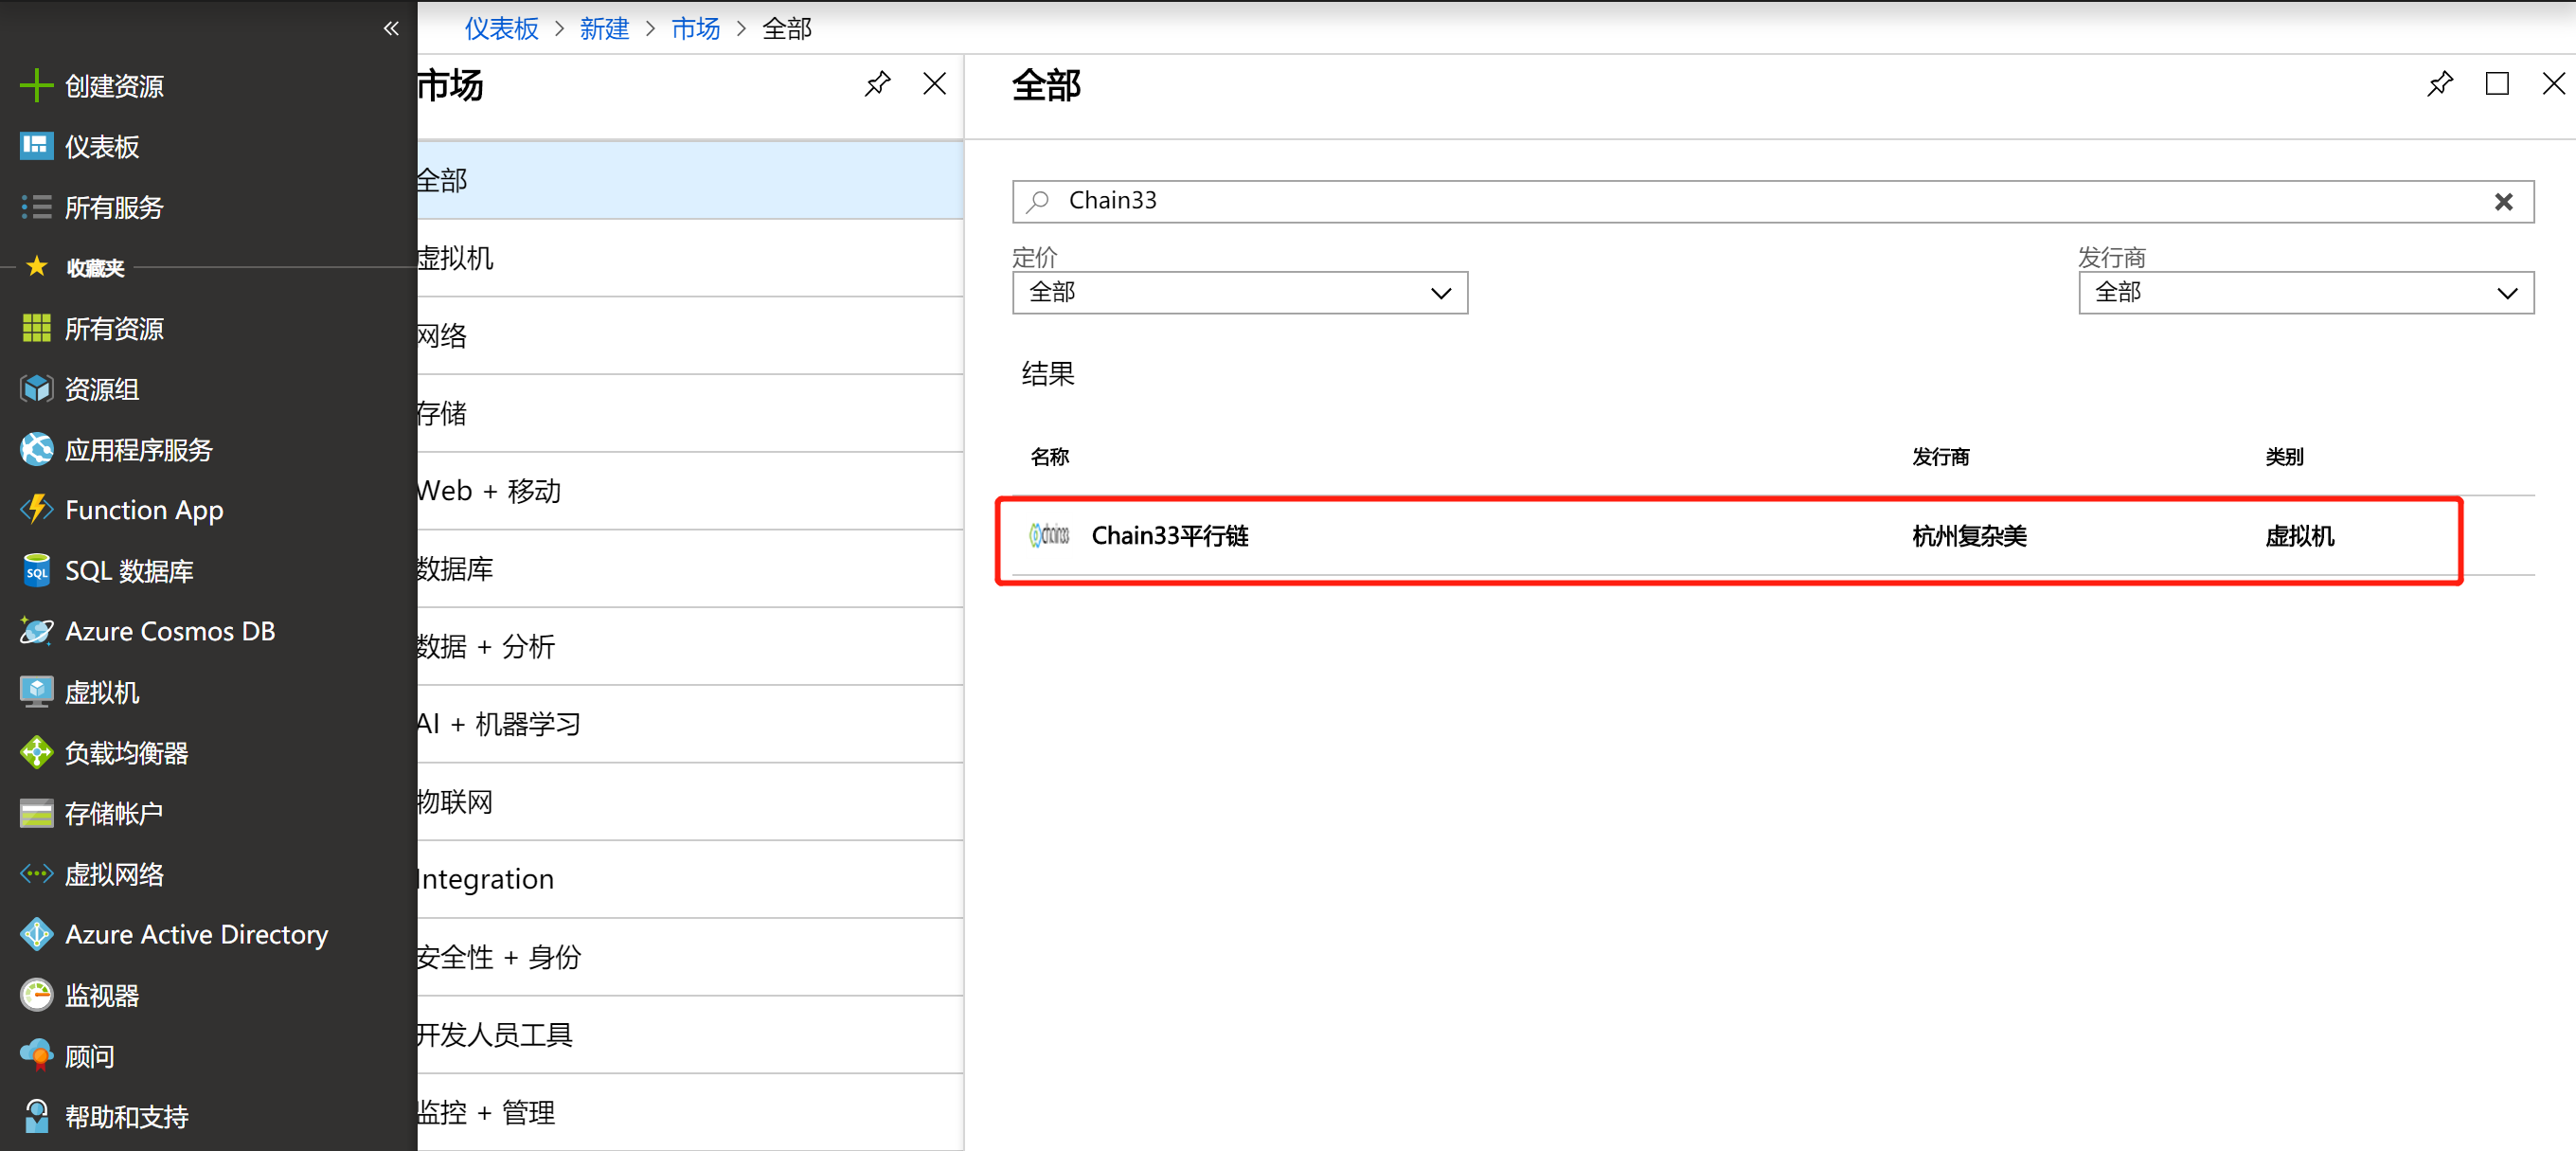 仪表板 > 新建 > 市场 > 全部
创建资源
仪表板
所有服务
收藏夹
所有资源
资源组
应用程序服务
Function App
SQL 数据库
Azure Cosmos DB
虚拟机
负载均衡器
存储帐户
虚拟网络
Azure Active Directory
监视器
顾问
帮助和支持
市场
全部
虚拟机
网络
存储
Web + 移动
数据库
数据 + 分析
AI + 机器学习
物联网
Integration
安全性 + 身份
开发人员工具
监控 + 管理
全部
Chain33
定价
全部
发行商
全部
结果
名称 发行商 类别
chain33 Chain33平行链 杭州复杂美 虚拟机